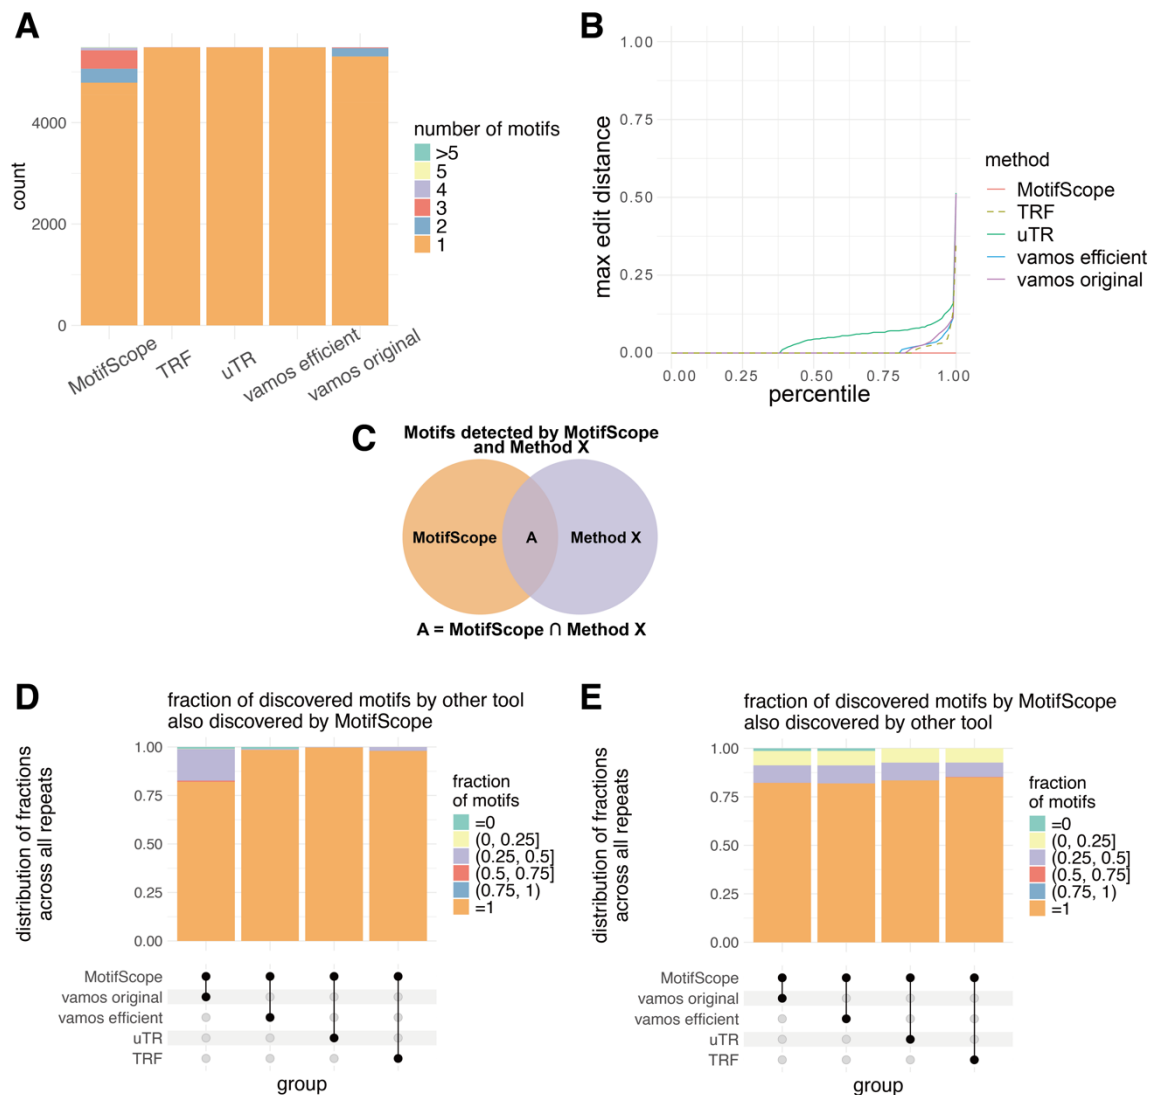 A
count
4000
2000
0
MotifScope
TRF
uTR
vamos efficient
vamos original
number of motifs
>5
5
4
3
2
1
B
max edit distance
1.00
0.75
0.50
0.25
0.00
0.00 0.25 0.50 0.75 1.00
percentile
method
MotifScope
TRF
uTR
vamos efficient
vamos original
C
Motifs detected by MotifScope
and Method X
MotifScope A Method X
A = MotifScope ∩ Method X
D
fraction of discovered motifs by other tool
also discovered by MotifScope
distribution of fractions
across all repeats
1.00
0.75
0.50
0.25
0.00
fraction
of motifs
=0
(0, 0.25]
(0.25, 0.5]
(0.5, 0.75]
(0.75, 1)
=1
MotifScope
vamos original
vamos efficient
uTR
TRF
group
E
fraction of discovered motifs by MotifScope
also discovered by other tool
distribution of fractions
across all repeats
1.00
0.75
0.50
0.25
0.00
fraction
of motifs
=0
(0, 0.25]
(0.25, 0.5]
(0.5, 0.75]
(0.75, 1)
=1
MotifScope
vamos original
vamos efficient
uTR
TRF
group